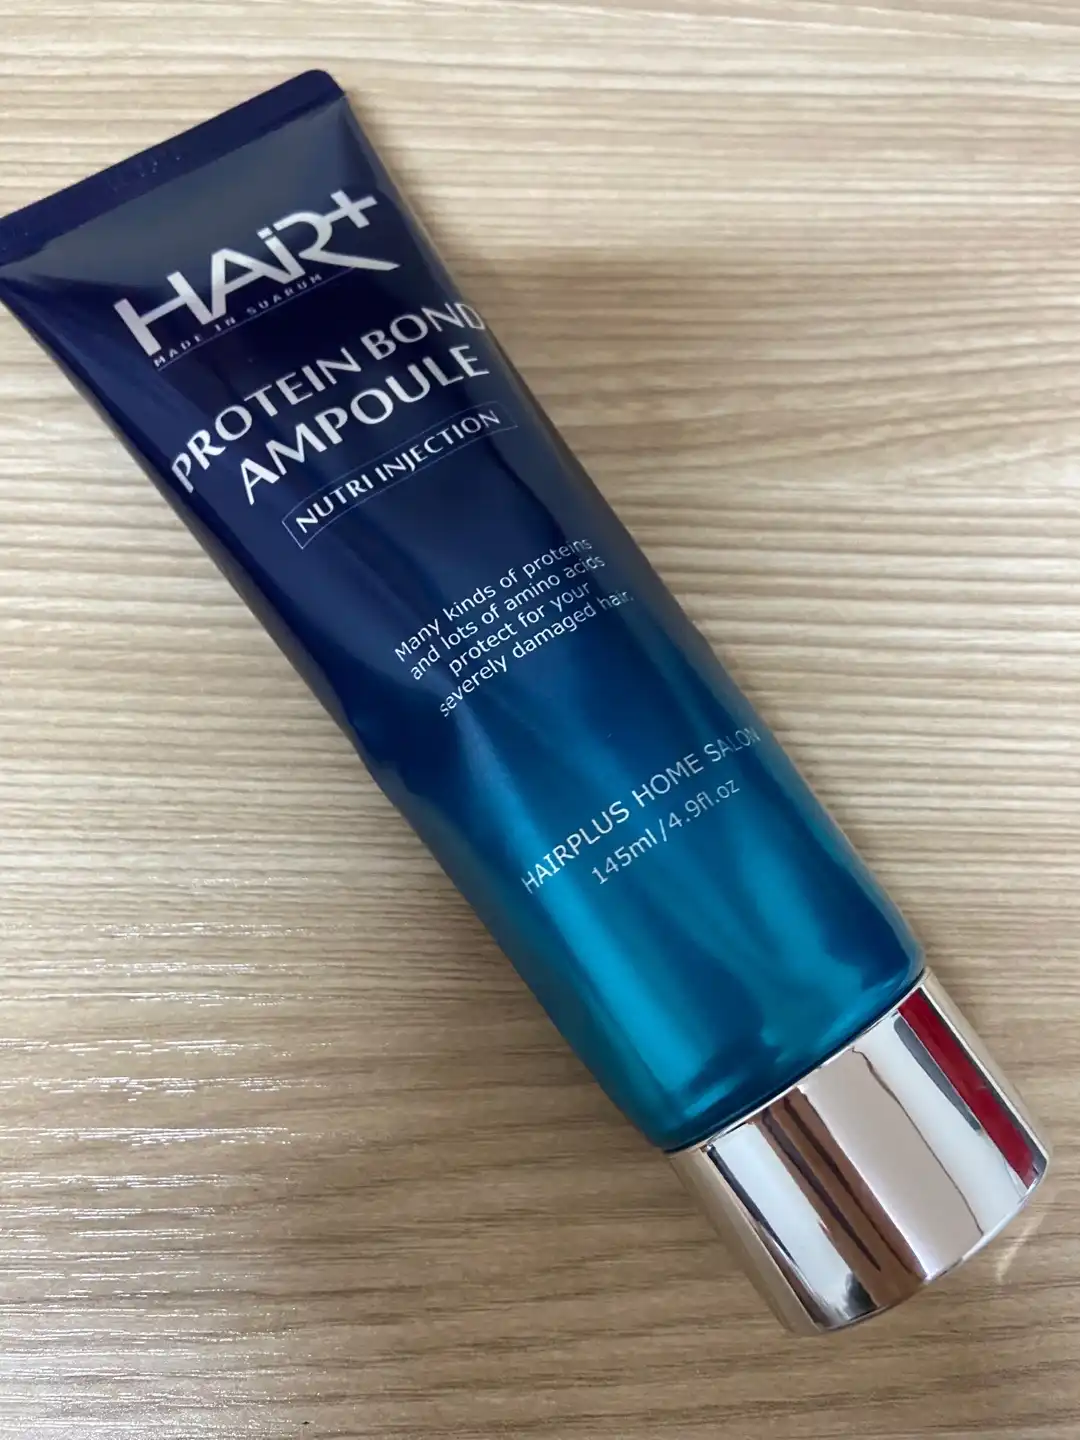 HAiR+
MADE IN SUARUM
PROTEIN BOND
AMPOULE
NUTRI INJECTION
Many kinds of proteins
and lots of amino acids
protect for your
severely damaged hair.
HAIRPLUS HOME SALON
145ml/4.9fl.oz